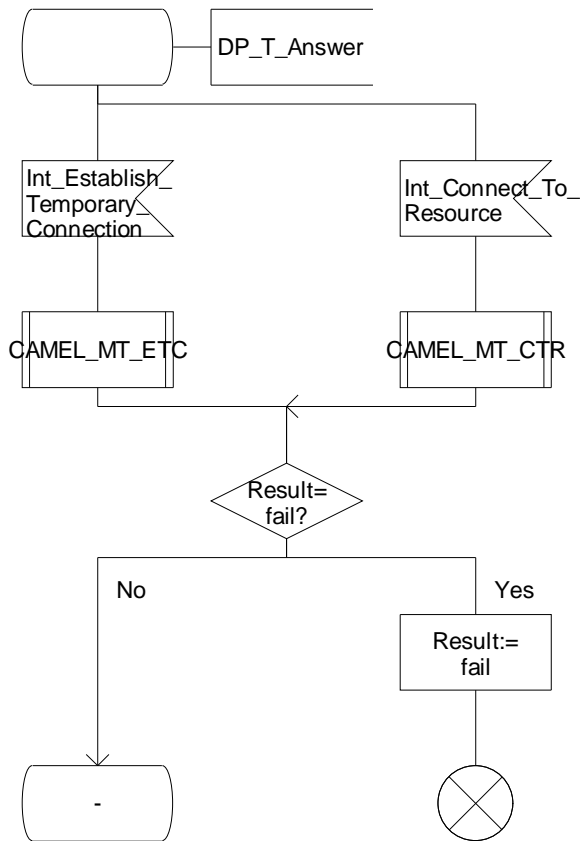 DP_T_Answer
Int_Establish_
Temporary_
Connection
Int_Connect_To_
Resource
CAMEL_MT_ETC
CAMEL_MT_CTR
Result=
fail?
No
Yes
Result:=
fail
-